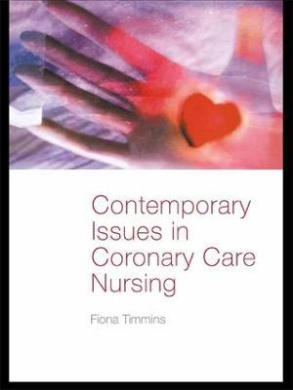 Contemporary
Issues in
Coronary Care
Nursing
Fiona Timmins